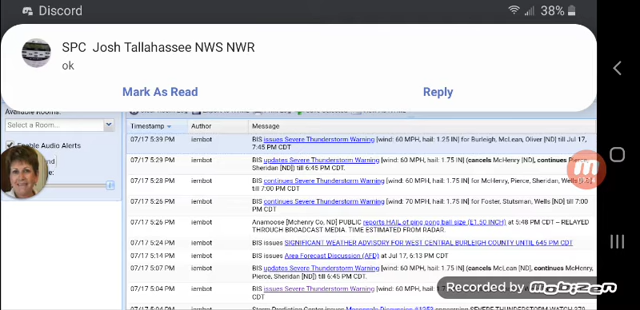 Discord
38%
SPC Josh Tallahassee NWS NWR
ok
Mark As Read
Reply
Available Rooms:
Select a Room...
Enable Audio Alerts
Timestamp
Author
Message
07/17 5:39 PM iembot BIS issues Severe Thunderstorm Warning [wind: 60 MPH, hail: 1.25 IN] for Burleigh, McLean, Oliver [ND] till Jul 17,
7:45 PM CDT
07/17 5:29 PM iembot BIS updates Severe Thunderstorm Warning [wind: 60 MPH, hail: 1.25 IN] (cancels McHenry [ND], continues
Sheridan [ND]) till 6:45 PM CDT.
07/17 5:28 PM iembot BIS continues Severe Thunderstorm Warning [wind: 60 MPH, hail: 1.25 IN] for McHenry, Pierce, Sheridan, Wells
till 7:00 PM CDT
07/17 5:26 PM iembot BIS continues Severe Thunderstorm Warning [wind: 70 MPH, hail: 1.25 IN] for Foster, Stutsman, Wells [ND] till 7:00
PM CDT
07/17 5:26 PM iembot Anamoose [Mchenry Co, ND] PUBLIC reports HAIL of ping pong ball size (E1.50 INCH) at 5:48 PM CDT -- RELAYED
THROUGH BROADCAST MEDIA. TIME ESTIMATED FROM RADAR.
07/17 5:24 PM iembot BIS issues SIGNIFICANT WEATHER ADVISORY FOR WEST CENTRAL BURLEIGH COUNTY UNTIL 645 PM CDT
07/17 5:14 PM iembot BIS issues Area Forecast Discussion (AFD) at Jul 17, 6:13 PM CDT
07/17 5:07 PM iembot BIS updates Severe Thunderstorm Warning [wind: 60 MPH, hail: 1.25 IN] (cancels McLean [ND], continues McHenry,
Pierce, Sheridan [ND]) till 6:45 PM CDT.
07/17 5:04 PM iembot BIS issues Severe Thunderstorm Warning [wind: 60 MPH, hail: 1
CDT
07/17 5:04 PM iembot
Recorded by Mobizen